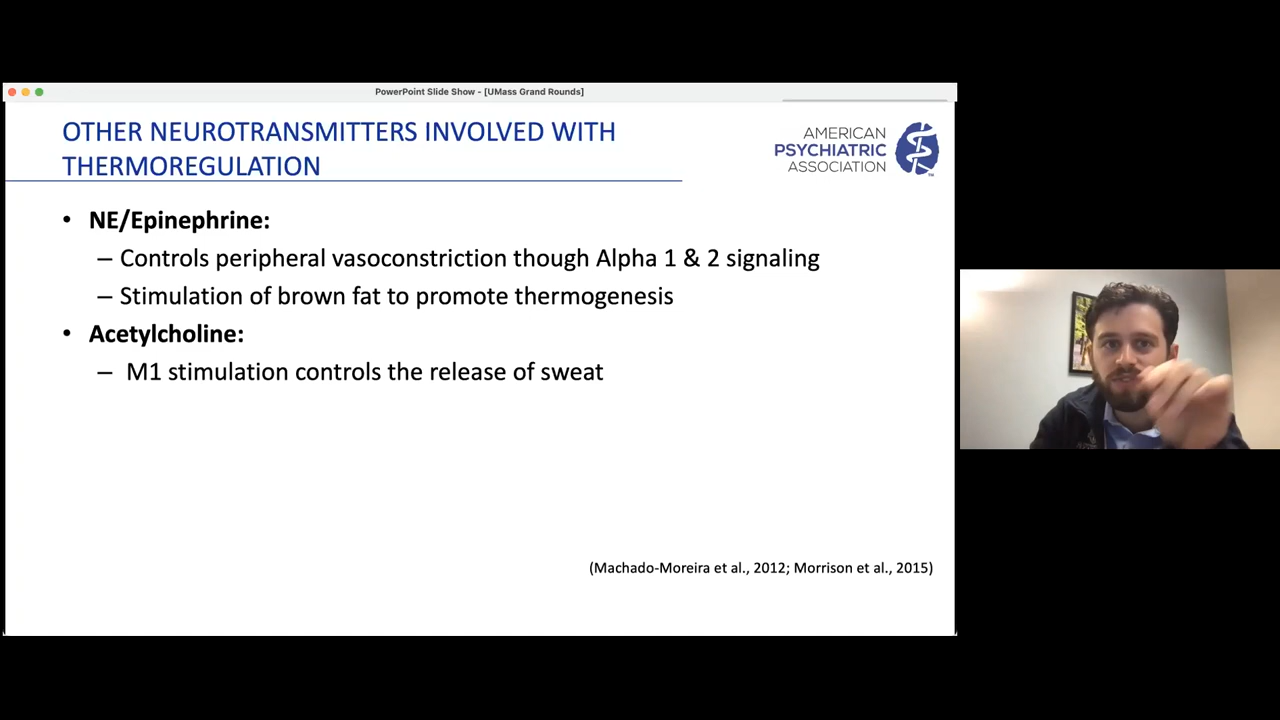 PowerPoint Slide Show - [UMass Grand Rounds]
OTHER NEUROTRANSMITTERS INVOLVED WITH
THERMOREGULATION
AMERICAN
PSYCHIATRIC
ASSOCIATION
TM
• NE/Epinephrine:
– Controls peripheral vasoconstriction though Alpha 1 & 2 signaling
– Stimulation of brown fat to promote thermogenesis
• Acetylcholine:
– M1 stimulation controls the release of sweat
(Machado-Moreira et al., 2012; Morrison et al., 2015)